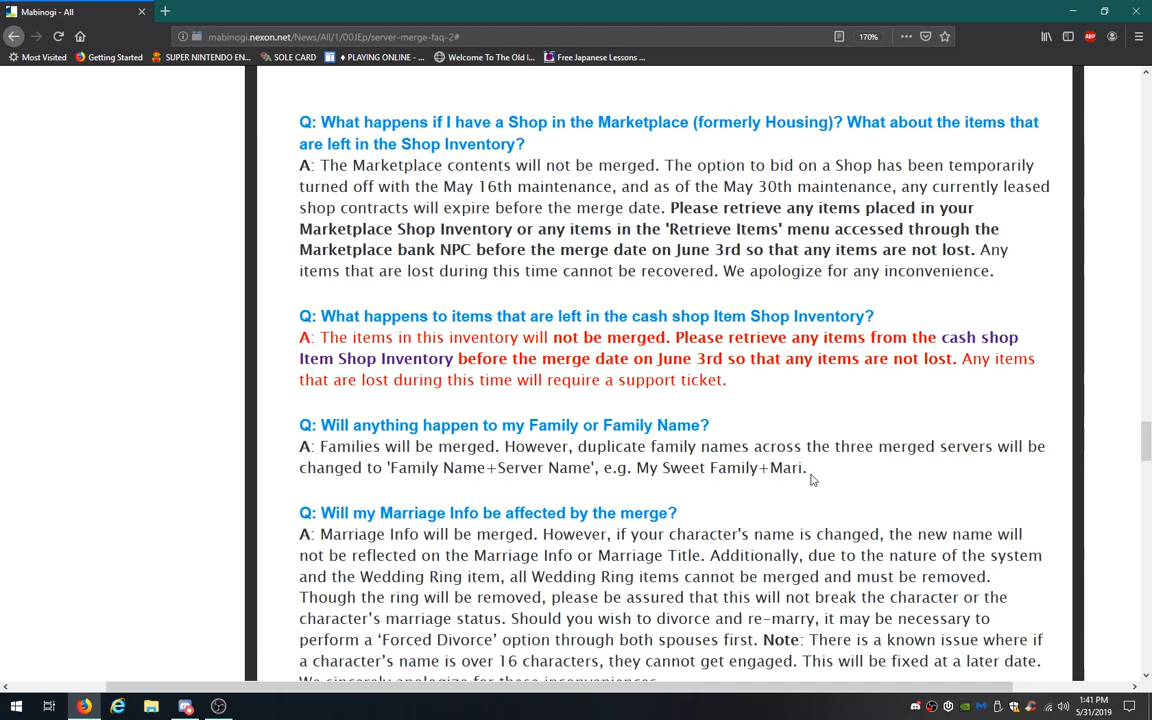 Mabinogi - All
mabinogi.nexon.net/News/All/1/00JEp/server-merge-faq-2#
170%
Most Visited
Getting Started
SUPER NINTENDO EN...
SOLE CARD
♦ PLAYING ONLINE - ...
Welcome To The Old I...
Free Japanese Lessons ...
Q: What happens if I have a Shop in the Marketplace (formerly Housing)? What about the items that
are left in the Shop Inventory?
A: The Marketplace contents will not be merged. The option to bid on a Shop has been temporarily
turned off with the May 16th maintenance, and as of the May 30th maintenance, any currently leased
shop contracts will expire before the merge date. Please retrieve any items placed in your
Marketplace Shop Inventory or any items in the 'Retrieve Items' menu accessed through the
Marketplace bank NPC before the merge date on June 3rd so that any items are not lost. Any
items that are lost during this time cannot be recovered. We apologize for any inconvenience.
Q: What happens to items that are left in the cash shop Item Shop Inventory?
A: The items in this inventory will not be merged. Please retrieve any items from the cash shop
Item Shop Inventory before the merge date on June 3rd so that any items are not lost. Any items
that are lost during this time will require a support ticket.
Q: Will anything happen to my Family or Family Name?
A: Families will be merged. However, duplicate family names across the three merged servers will be
changed to 'Family Name+Server Name', e.g. My Sweet Family+Mari.
Q: Will my Marriage Info be affected by the merge?
A: Marriage Info will be merged. However, if your character's name is changed, the new name will
not be reflected on the Marriage Info or Marriage Title. Additionally, due to the nature of the system
and the Wedding Ring item, all Wedding Ring items cannot be merged and must be removed.
Though the ring will be removed, please be assured that this will not break the character or the
character’s marriage status. Should you wish to divorce and re-marry, it may be necessary to
perform a ‘Forced Divorce’ option through both spouses first. Note: There is a known issue where if
a character’s name is over 16 characters, they cannot get engaged. This will be fixed at a later date.
We sincerely apologize for these inconveniences.
1:41 PM
5/31/2019